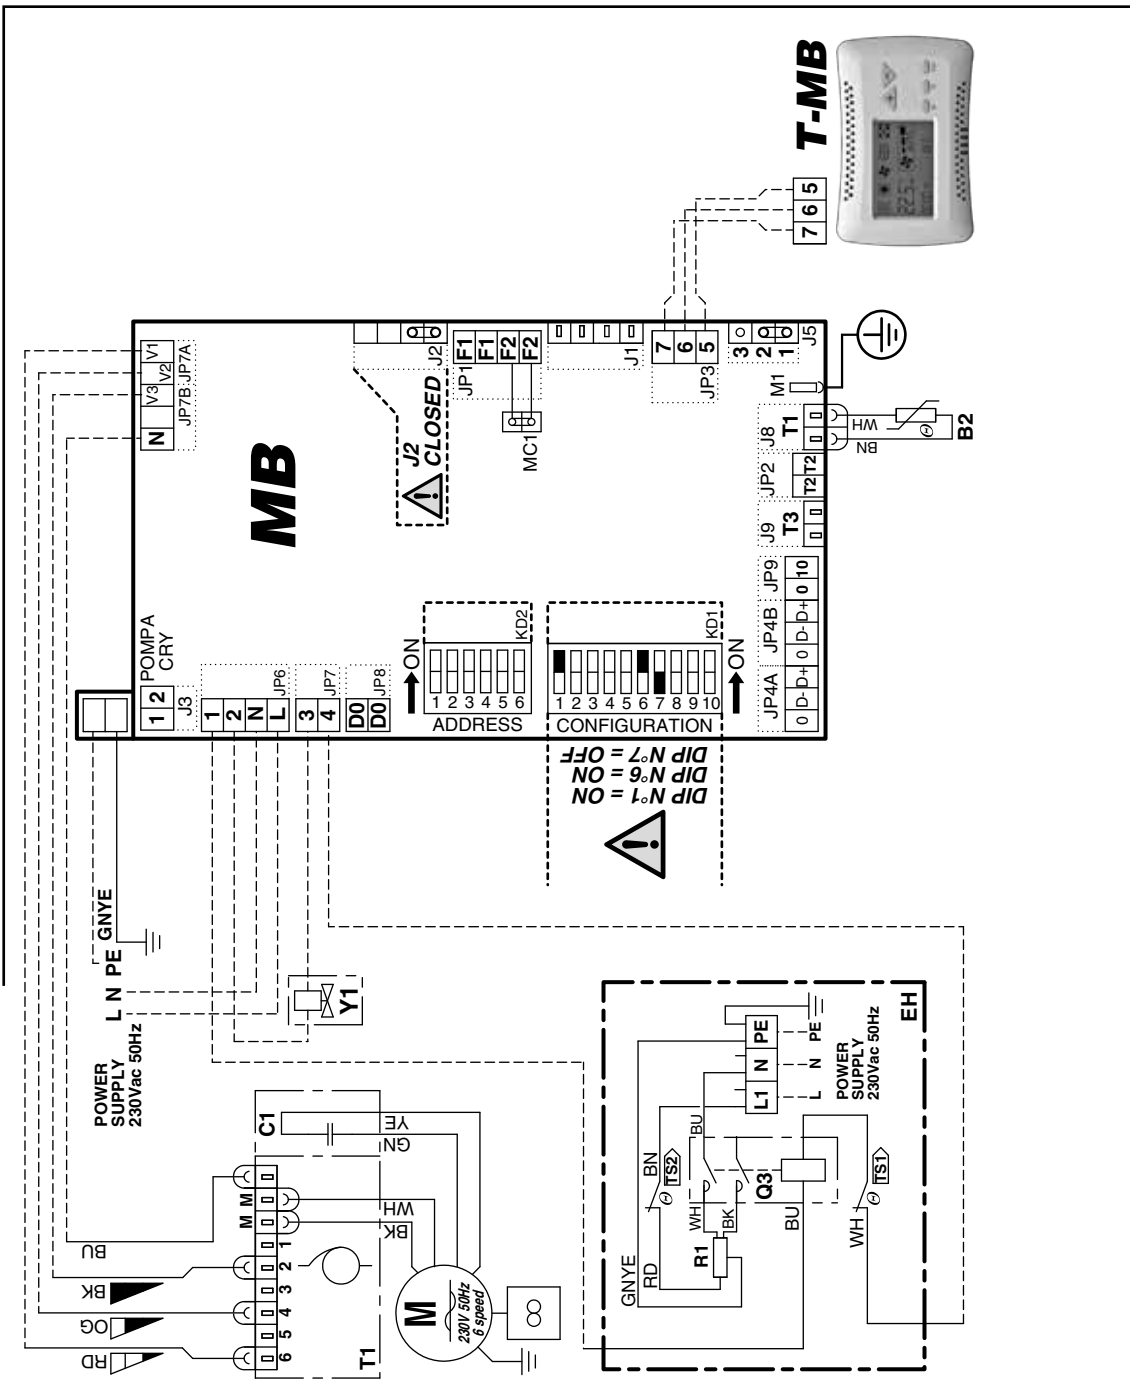 T-MB
5
6
7
V1
V2
V3
N
JP7A
JP7B
MB
J2
CLOSED
J2
JP1
F1
F1
F2
F2
MC1
J1
JP3
7
6
5
3
2
1
J5
M1
J8
T1
WH
BN
B2
JP2
T2
T2
J9
T3
JP9
0
10
JP4B
0
D-
D+
JP4A
0
D-
D+
POMPA
CRY
1
2
J3
1
2
N
L
JP6
3
4
JP7
D0
D0
JP8
ON
KD2
1
2
3
4
5
6
ADDRESS
KD1
1
2
3
4
5
6
7
8
9
10
ON
CONFIGURATION
DIP N°1 = ON
DIP N°6 = ON
DIP N°7 = OFF
GNYE
PE
N
L
POWER
SUPPLY
230Vac 50Hz
Y1
C1
YE
GN
M
M
1
2
3
4
5
6
T1
WH
BK
BU
BK
OG
RD
M
230V 50Hz
6 speed
EH
PE
N
L1
PE
N
L
POWER
SUPPLY
230Vac 50Hz
BU
BN
TS2
Q3
TS1
WH
BK
BU
WH
R1
GNYE
RD